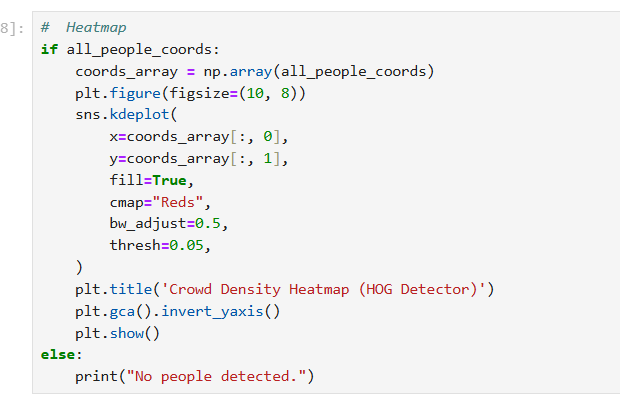 8]:
#  Heatmap
if all_people_coords:
    coords_array = np.array(all_people_coords)
    plt.figure(figsize=(10, 8))
    sns.kdeplot(
        x=coords_array[:, 0],
        y=coords_array[:, 1],
        fill=True,
        cmap="Reds",
        bw_adjust=0.5,
        thresh=0.05,
    )
    plt.title('Crowd Density Heatmap (HOG Detector)')
    plt.gca().invert_yaxis()
    plt.show()
else:
    print("No people detected.")